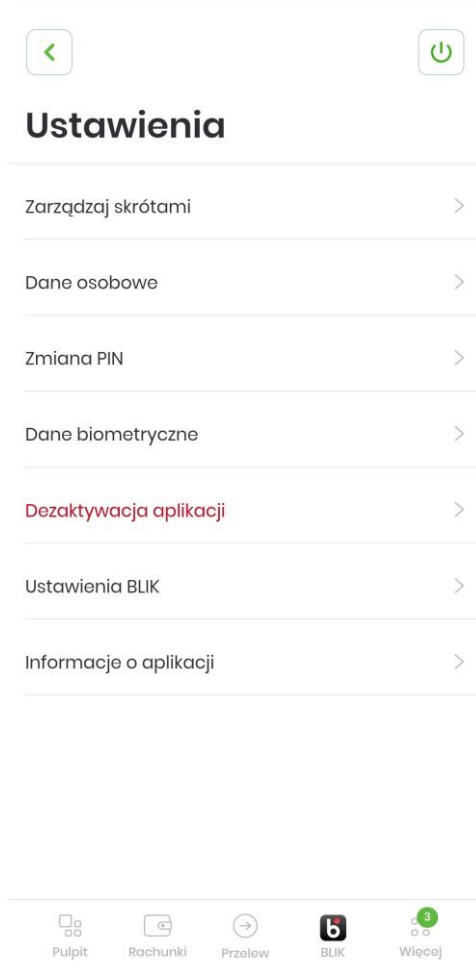 Ustawienia
Zarządzaj skrótami
Dane osobowe
Zmiana PIN
Dane biometryczne
Dezaktywacja aplikacji
Ustawienia BLIK
Informacje o aplikacji
3
Pulpit Rachunki Przelew BLIK Więcej